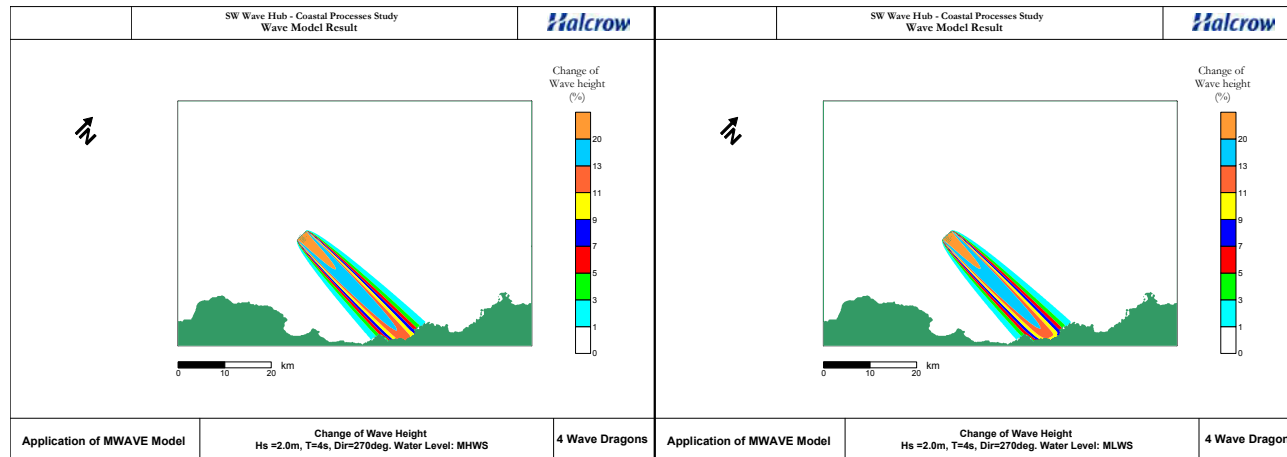 SW Wave Hub - Coastal Processes Study
Wave Model Result
Halcrow
Change of
Wave height
(%)
N
20
13
11
9
7
5
3
1
0
0 10 20 km
Application of MWAVE Model
Change of Wave Height
Hs =2.0m, T=4s, Dir=270deg. Water Level: MHWS
4 Wave Dragons
SW Wave Hub - Coastal Processes Study
Wave Model Result
Halcrow
Change of
Wave height
(%)
N
20
13
11
9
7
5
3
1
0
0 10 20 km
Application of MWAVE Model
Change of Wave Height
Hs =2.0m, T=4s, Dir=270deg. Water Level: MLWS
4 Wave Dragon